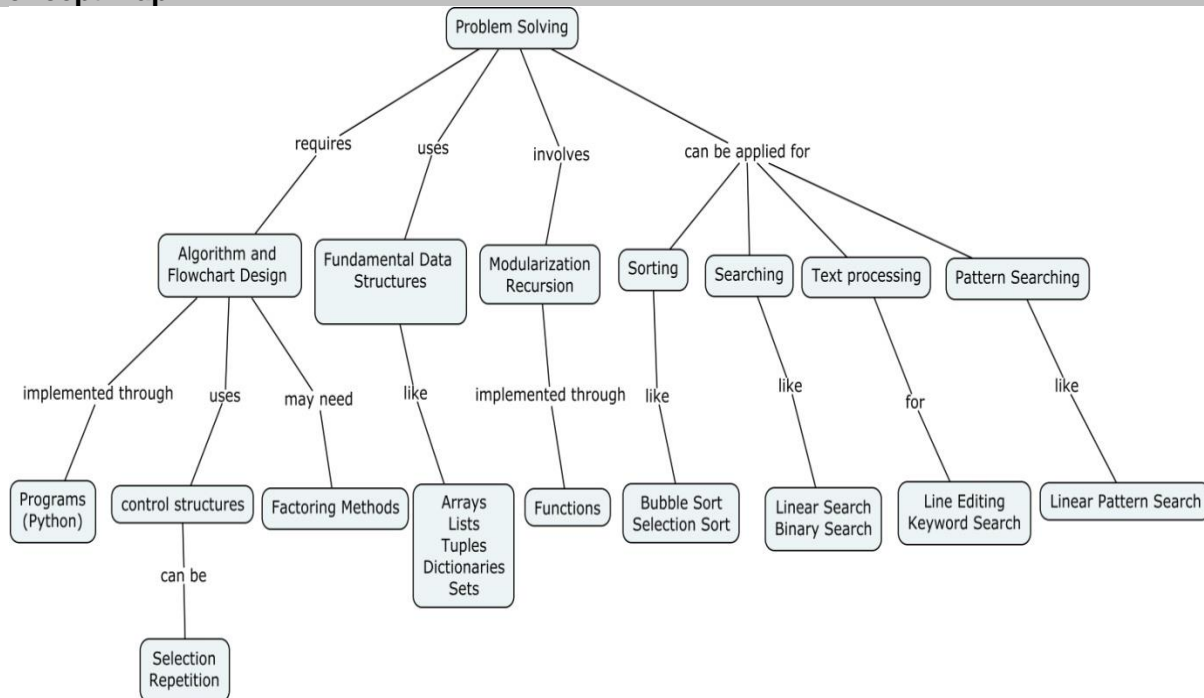 Problem Solving
requires
uses
involves
can be applied for
Algorithm and
Flowchart Design
Fundamental Data
Structures
Modularization
Recursion
Sorting
Searching
Text processing
Pattern Searching
implemented through
uses
may need
like
implemented through
like
like
for
like
Programs
(Python)
control structures
Factoring Methods
Arrays
Lists
Tuples
Dictionaries
Sets
Functions
Bubble Sort
Selection Sort
Linear Search
Binary Search
Line Editing
Keyword Search
Linear Pattern Search
can be
Selection
Repetition